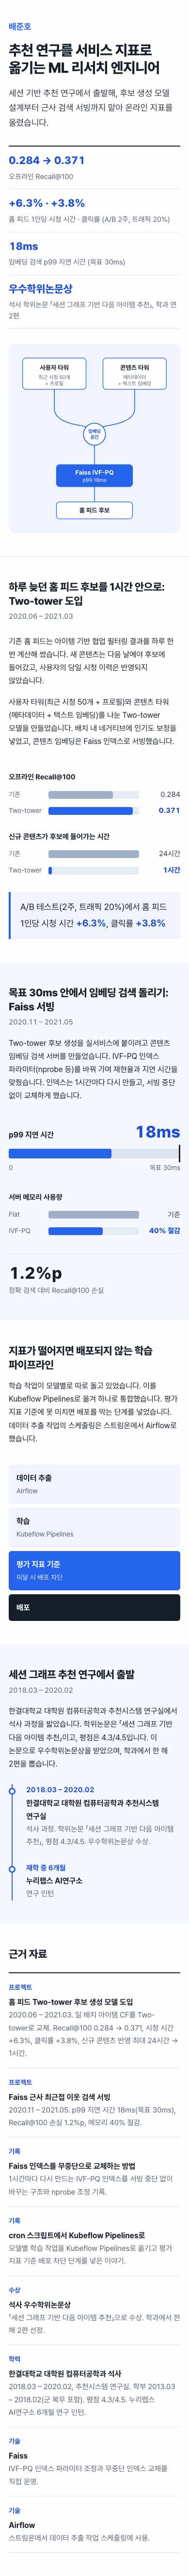 배준호
추천 연구를 서비스 지표로
옮기는 ML 리서치 엔지니어
세션 기반 추천 연구에서 출발해, 후보 생성 모델
설계부터 근사 검색 서빙까지 맡아 온라인 지표를
올렸습니다.
0.284 → 0.371
오프라인 Recall@100
+6.3% · +3.8%
홈 피드 1인당 시청 시간 · 클릭률 (A/B 2주, 트래픽 20%)
18ms
임베딩 검색 p99 지연 시간 (목표 30ms)
우수학위논문상
석사 학위논문 「세션 그래프 기반 다음 아이템 추천」, 학과 연
2편
사용자 타워
최근 시청 50개
+ 프로필
콘텐츠 타워
메타데이터
+ 텍스트 임베딩
임베딩
공간
Faiss IVF-PQ
p99 18ms
홈 피드 후보
하루 늦던 홈 피드 후보를 1시간 안으로:
Two-tower 도입
2020.06 – 2021.03
기존 홈 피드는 아이템 기반 협업 필터링 결과를 하루 한
번 계산해 썼습니다. 새 콘텐츠는 다음 날에야 후보에
들어갔고, 사용자의 당일 시청 이력은 반영되지
않았습니다.
사용자 타워(최근 시청 50개 + 프로필)와 콘텐츠 타워
(메타데이터 + 텍스트 임베딩)를 나눈 Two-tower
모델을 만들었습니다. 배치 내 네거티브에 인기도 보정을
넣었고, 콘텐츠 임베딩은 Faiss 인덱스로 서빙했습니다.
오프라인 Recall@100
기존 0.284
Two-tower 0.371
신규 콘텐츠가 후보에 들어가는 시간
기존 24시간
Two-tower 1시간
A/B 테스트(2주, 트래픽 20%)에서 홈 피드
1인당 시청 시간 +6.3%, 클릭률 +3.8%
목표 30ms 안에서 임베딩 검색 돌리기:
Faiss 서빙
2020.11 – 2021.05
Two-tower 후보 생성을 실서비스에 붙이려고 콘텐츠
임베딩 검색 서버를 만들었습니다. IVF-PQ 인덱스
파라미터(nprobe 등)를 바꿔 가며 재현율과 지연 시간을
맞췄습니다. 인덱스는 1시간마다 다시 만들고, 서빙 중단
없이 교체하게 했습니다.
p99 지연 시간 18ms
0 목표 30ms
서버 메모리 사용량
Flat 기준
IVF-PQ 40% 절감
1.2%p
정확 검색 대비 Recall@100 손실
지표가 떨어지면 배포되지 않는 학습
파이프라인
학습 작업이 모델별로 따로 돌고 있었습니다. 이를
Kubeflow Pipelines로 옮겨 하나로 통합했습니다. 평가
지표 기준에 못 미치면 배포를 막는 단계를 넣었습니다.
데이터 추출 작업의 스케줄링은 스트림온에서 Airflow로
했습니다.
데이터 추출
Airflow
학습
Kubeflow Pipelines
평가 지표 기준
미달 시 배포 차단
배포
세션 그래프 추천 연구에서 출발
2018.03 – 2020.02
한결대학교 대학원 컴퓨터공학과 추천시스템 연구실에서
석사 과정을 밟았습니다. 학위논문은 「세션 그래프 기반
다음 아이템 추천」이고, 평점은 4.3/4.5입니다. 이
논문으로 우수학위논문상을 받았으며, 학과에서 한 해
2편을 뽑습니다.
2018.03 – 2020.02
한결대학교 대학원 컴퓨터공학과 추천시스템
연구실
석사 과정. 학위논문 「세션 그래프 기반 다음 아이템
추천」, 평점 4.3/4.5. 우수학위논문상 수상.
재학 중 6개월
누리랩스 AI연구소
연구 인턴
근거 자료
프로젝트
홈 피드 Two-tower 후보 생성 모델 도입
2020.06 – 2021.03. 일 배치 아이템 CF를 Two-
tower로 교체. Recall@100 0.284 → 0.371, 시청 시간
+6.3%, 클릭률 +3.8%, 신규 콘텐츠 반영 최대 24시간 →
1시간.
프로젝트
Faiss 근사 최근접 이웃 검색 서빙
2020.11 – 2021.05. p99 지연 시간 18ms(목표 30ms),
Recall@100 손실 1.2%p, 메모리 40% 절감.
기록
Faiss 인덱스를 무중단으로 교체하는 방법
1시간마다 다시 만드는 IVF-PQ 인덱스를 서빙 중단 없이
바꾸는 구조와 nprobe 조정 기록.
기록
cron 스크립트에서 Kubeflow Pipelines로
모델별 학습 작업을 Kubeflow Pipelines로 옮기고 평가
지표 기준 배포 차단 단계를 넣은 이야기.
수상
석사 우수학위논문상
「세션 그래프 기반 다음 아이템 추천」으로 수상. 학과에서 한
해 2편 선정.
학력
한결대학교 대학원 컴퓨터공학과 석사
2018.03 – 2020.02, 추천시스템 연구실. 학부 2013.03
– 2018.02(군 복무 포함). 평점 4.3/4.5. 누리랩스
AI연구소 6개월 연구 인턴.
기술
Faiss
IVF-PQ 인덱스 파라미터 조정과 무중단 인덱스 교체를
직접 운영.
기술
Airflow
스트림온에서 데이터 추출 작업 스케줄링에 사용.